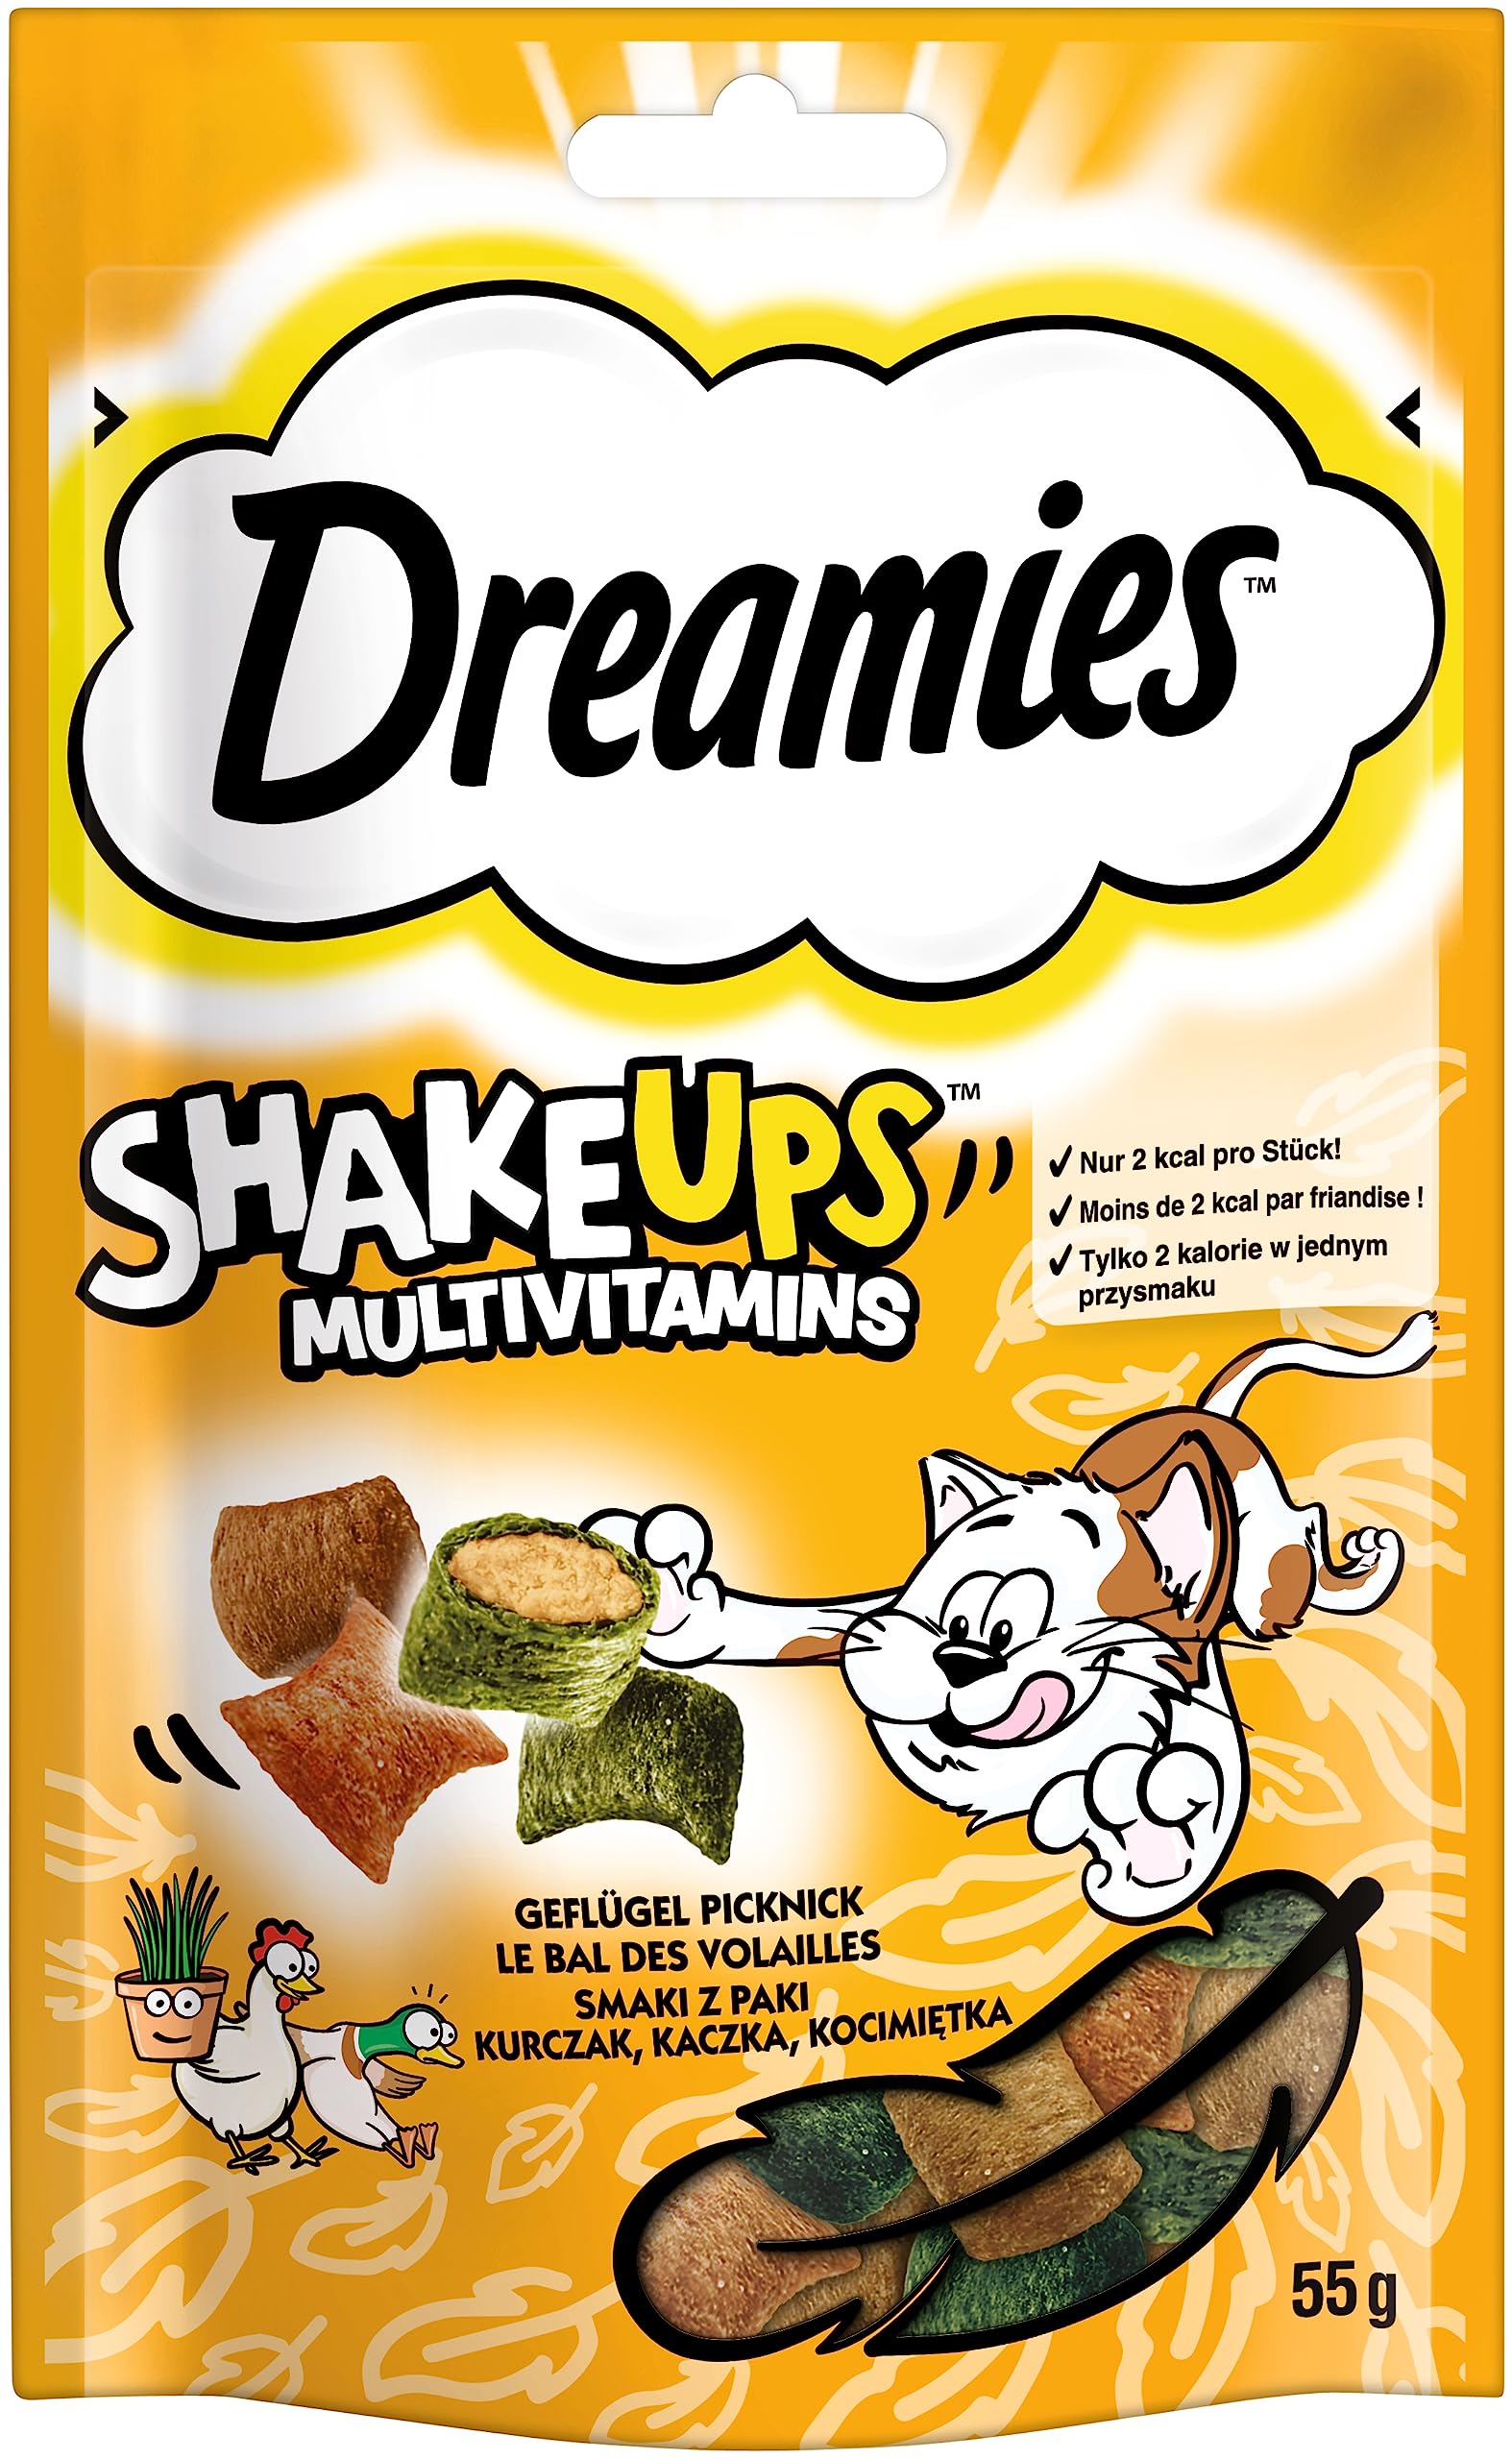 Dreamies™
SHAKEUPS™
MULTIVITAMINS
✓ Nur 2 kcal pro Stück!
✓ Moins de 2 kcal par friandise !
✓ Tylko 2 kalorie w jednym
przysmaku
GEFLÜGEL PICKNICK
LE BAL DES VOLAILLES
SMAKI Z PAKI
KURCZAK, KACZKA, KOCIMIĘTKA
55 g